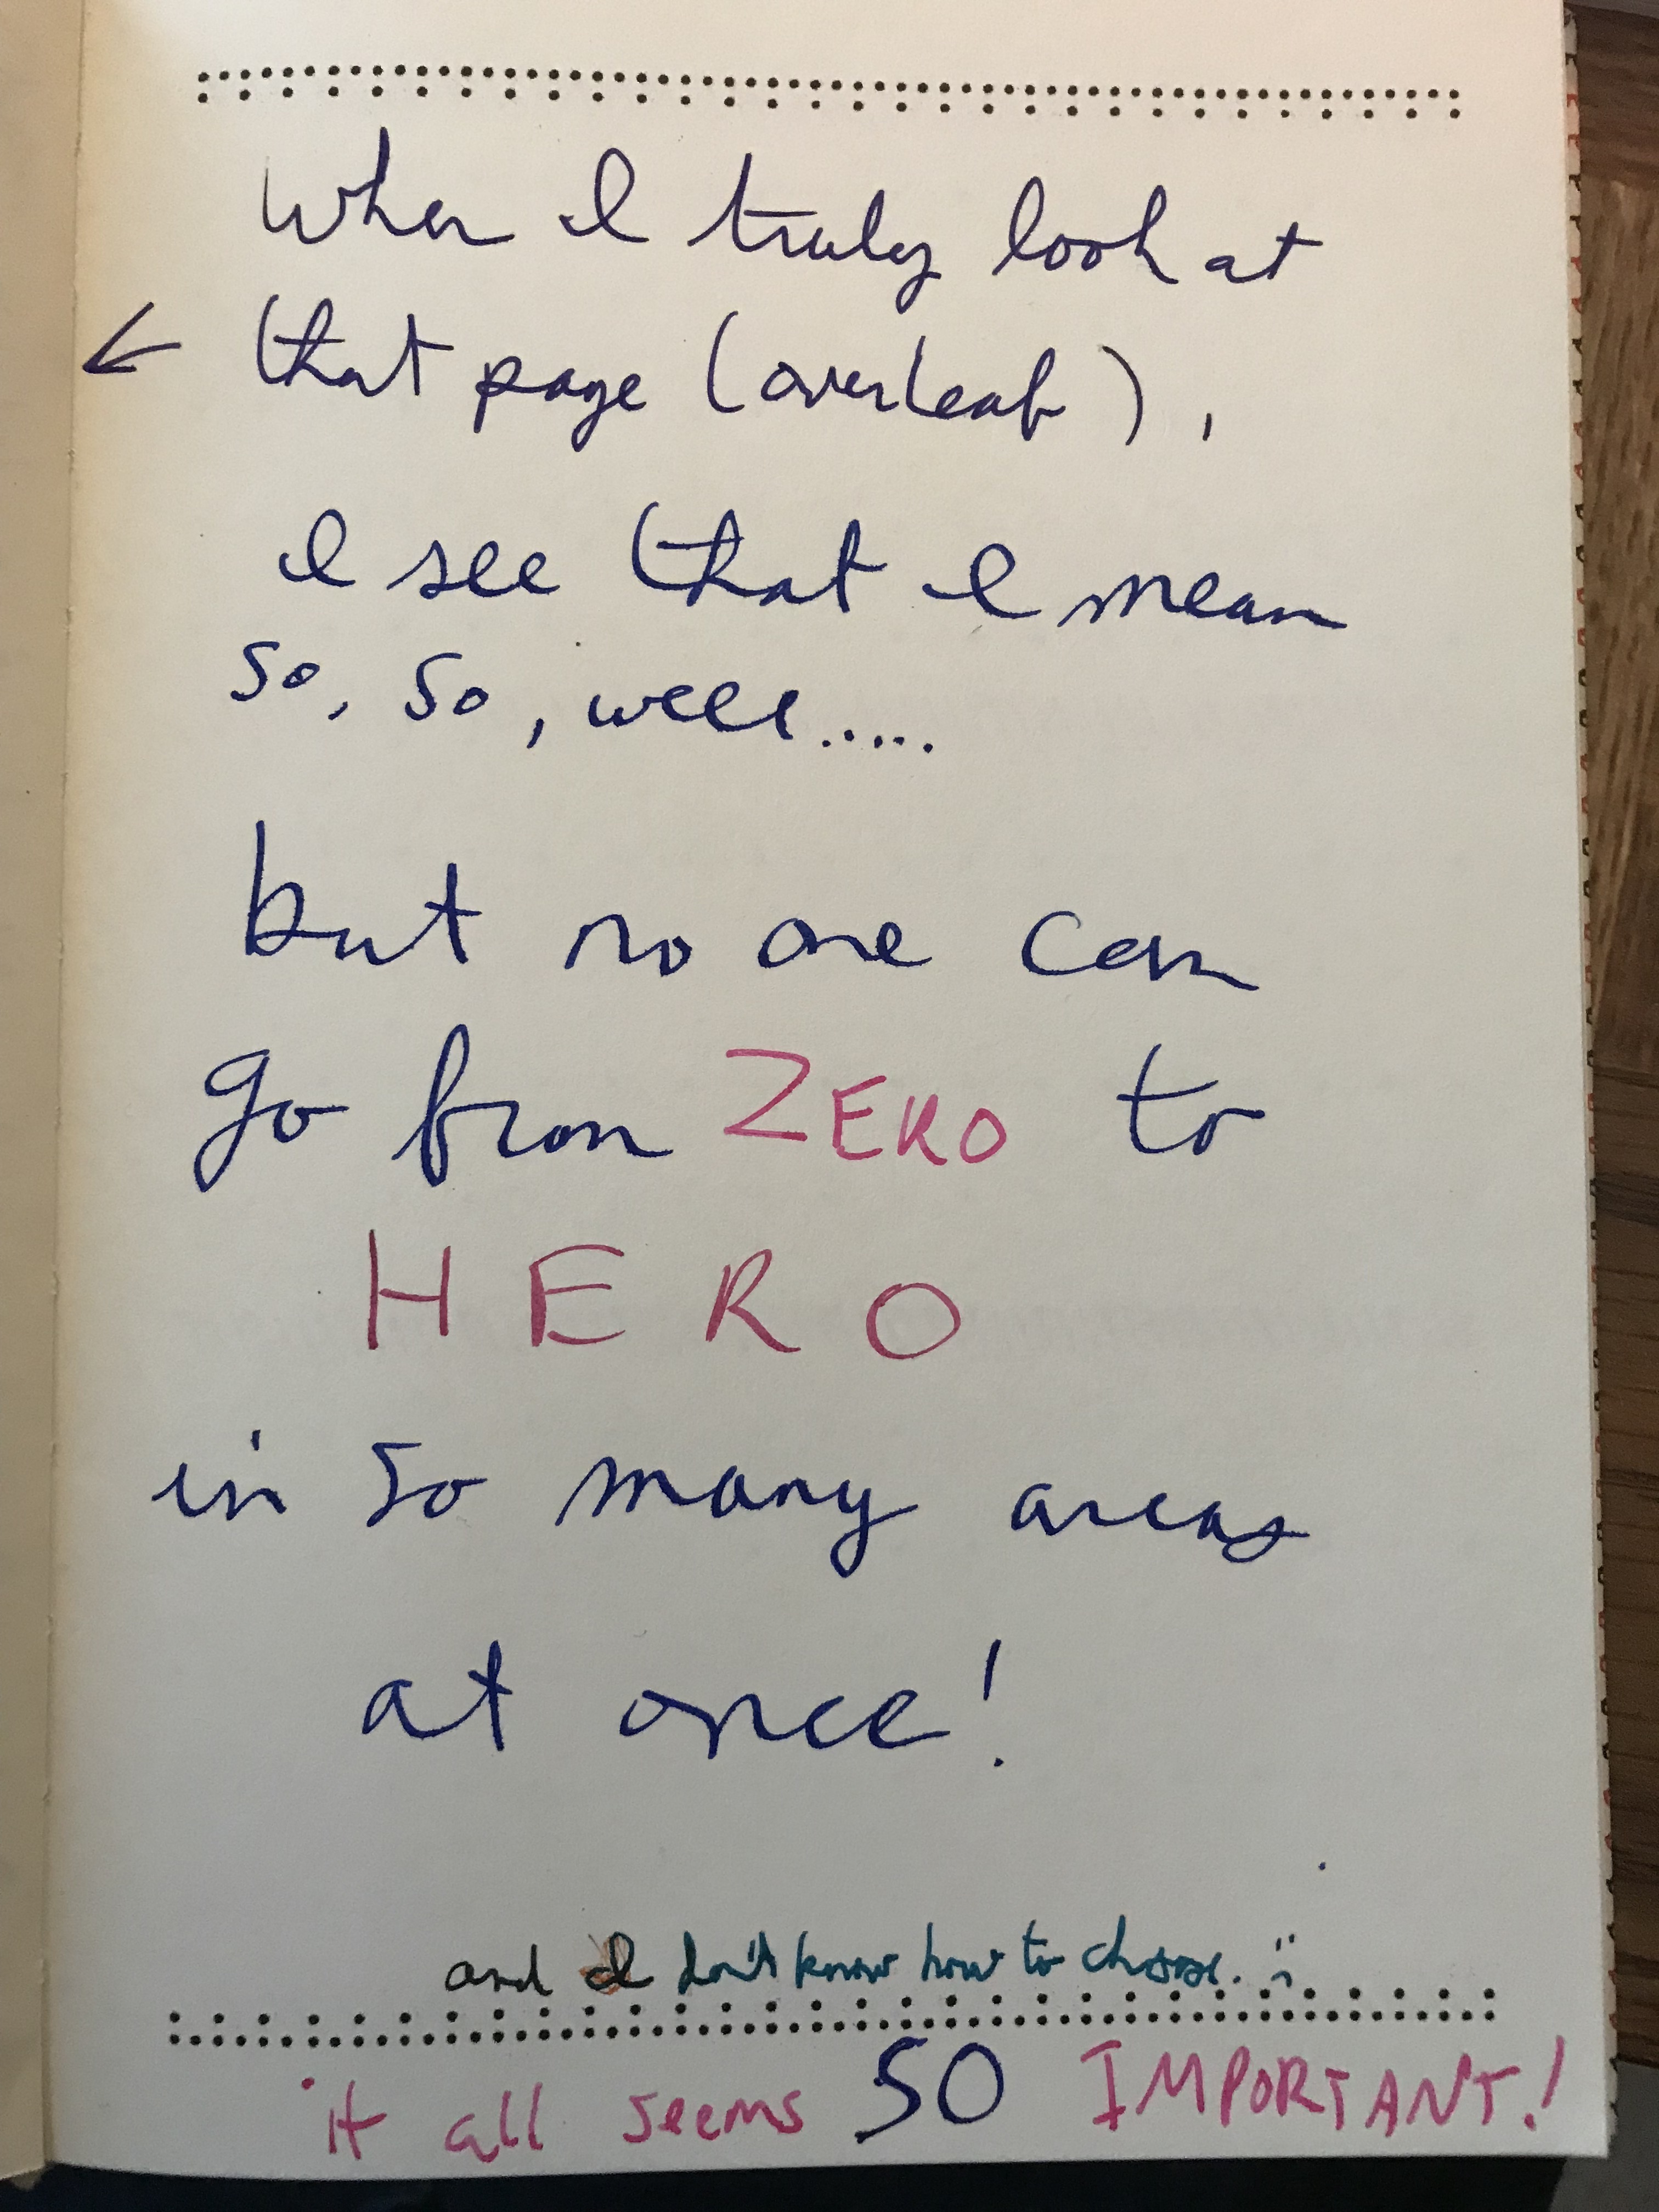 When I truly look at
← that page (overleaf),
I see that I mean
so, so, well.....
but no one can
go from ZERO to
HERO
in so many areas
at once!
and I don't know how to choose. :(
it all seems SO IMPORTANT!